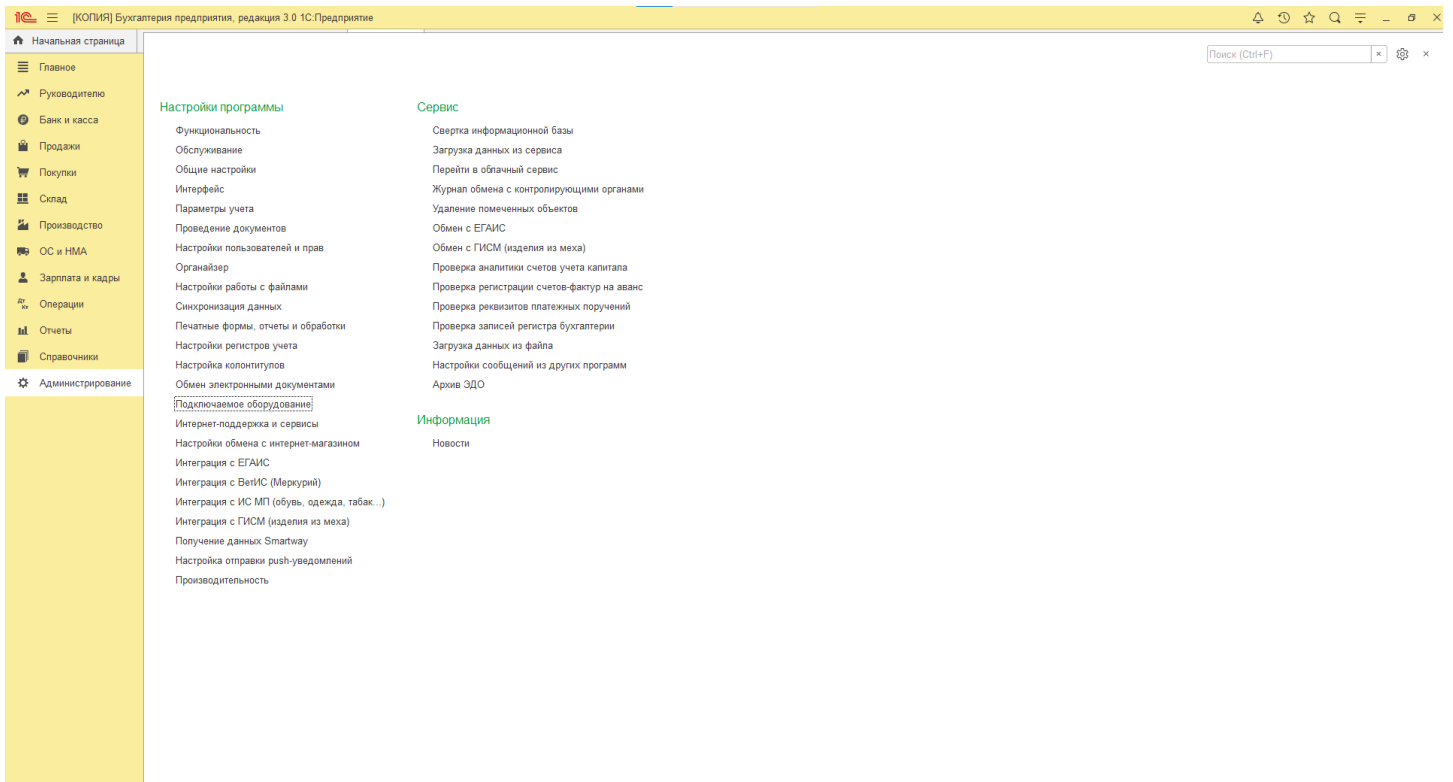 1С [КОПИЯ] Бухгалтерия предприятия, редакция 3.0 1С:Предприятие
Начальная страница
Поиск (Ctrl+F)
Главное
Руководителю
Банк и касса
Продажи
Покупки
Склад
Производство
ОС и НМА
Зарплата и кадры
Дт Кт Операции
Отчеты
Справочники
Администрирование
Настройки программы
Функциональность
Обслуживание
Общие настройки
Интерфейс
Параметры учета
Проведение документов
Настройки пользователей и прав
Органайзер
Настройки работы с файлами
Синхронизация данных
Печатные формы, отчеты и обработки
Настройки регистров учета
Настройка колонтитулов
Обмен электронными документами
Подключаемое оборудование
Интернет-поддержка и сервисы
Настройки обмена с интернет-магазином
Интеграция с ЕГАИС
Интеграция с ВетИС (Меркурий)
Интеграция с ИС МП (обувь, одежда, табак...)
Интеграция с ГИСМ (изделия из меха)
Получение данных Smartway
Настройка отправки push-уведомлений
Производительность
Сервис
Свертка информационной базы
Загрузка данных из сервиса
Перейти в облачный сервис
Журнал обмена с контролирующими органами
Удаление помеченных объектов
Обмен с ЕГАИС
Обмен с ГИСМ (изделия из меха)
Проверка аналитики счетов учета капитала
Проверка регистрации счетов-фактур на аванс
Проверка реквизитов платежных поручений
Проверка записей регистра бухгалтерии
Загрузка данных из файла
Настройки сообщений из других программ
Архив ЭДО
Информация
Новости